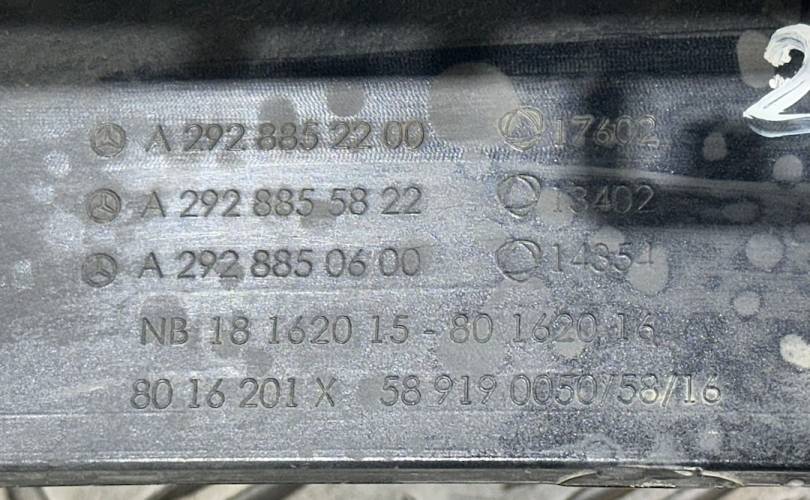 A 292 885 22 00 17602
A 292 885 58 22 13402
A 292 885 06 00 14354
NB 18 1620 15 - 80 1620 16
80 16 201 X 58 919 0050/58/16
2